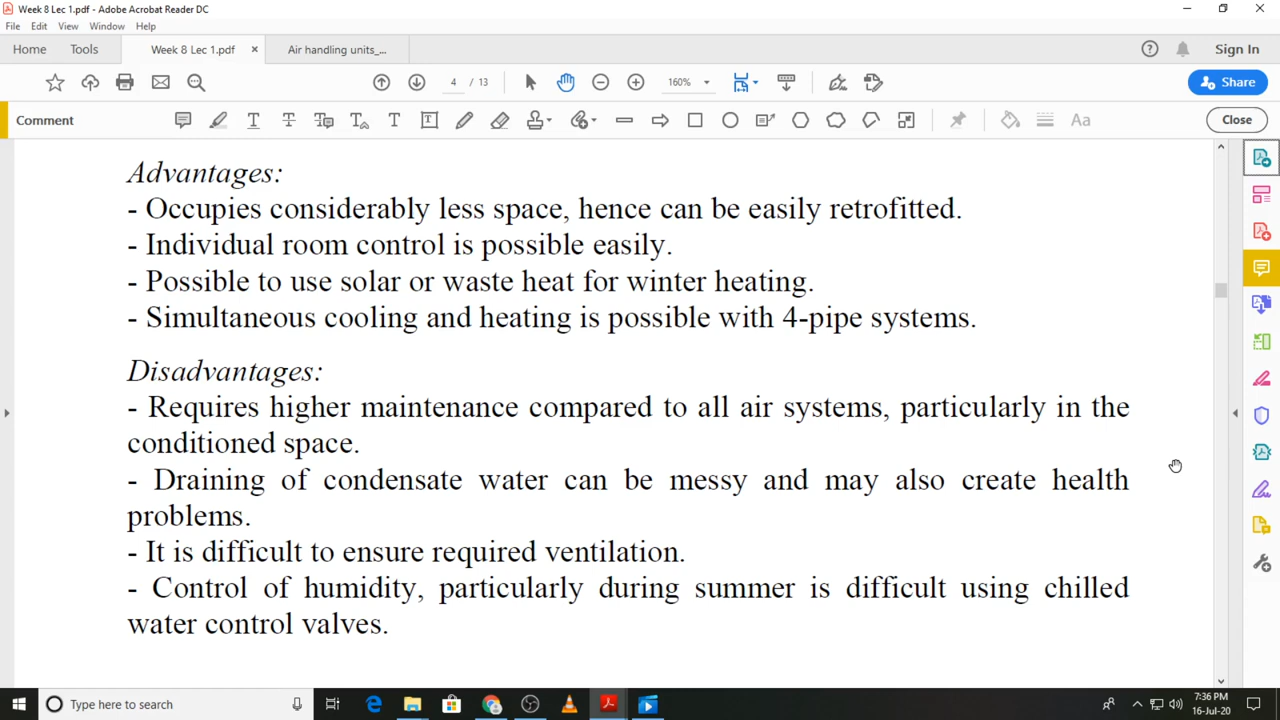 Week 8 Lec 1.pdf - Adobe Acrobat Reader DC
File Edit View Window Help
Home Tools Week 8 Lec 1.pdf × Air handling units_... Sign In
4 / 13 160% Share
Comment Close
Advantages:
- Occupies considerably less space, hence can be easily retrofitted.
- Individual room control is possible easily.
- Possible to use solar or waste heat for winter heating.
- Simultaneous cooling and heating is possible with 4-pipe systems.
Disadvantages:
- Requires higher maintenance compared to all air systems, particularly in the
conditioned space.
- Draining of condensate water can be messy and may also create health
problems.
- It is difficult to ensure required ventilation.
- Control of humidity, particularly during summer is difficult using chilled
water control valves.
Type here to search
7:36 PM
16-Jul-20